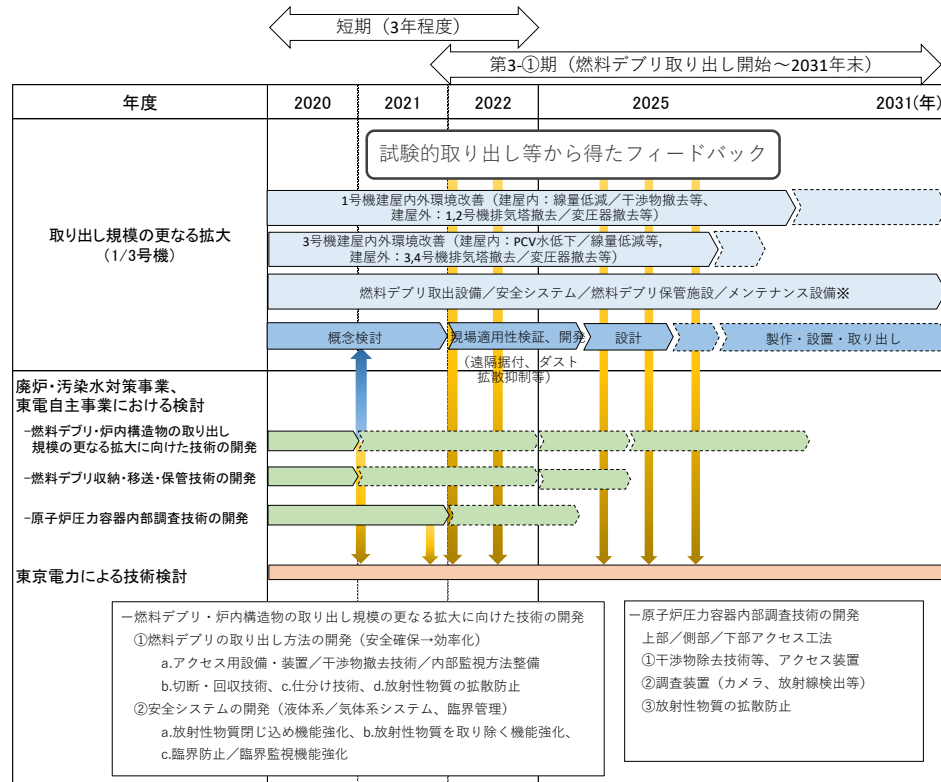 短期（3年程度）
第3-①期（燃料デブリ取り出し開始～2031年末）
年度 2020 2021 2022 2025 2031(年)
試験的取り出し等から得たフィードバック
取り出し規模の更なる拡大
（1/3号機）
1号機建屋内外環境改善（建屋内：線量低減／干渉物撤去等、
建屋外：1,2号機排気塔撤去／変圧器撤去等）
3号機建屋内外環境改善（建屋内：PCV水低下／線量低減等,
建屋外：3,4号機排気塔撤去／変圧器撤去等）
燃料デブリ取出設備／安全システム／燃料デブリ保管施設／メンテナンス設備※
概念検討 現場適用性検証、開発 設計 製作・設置・取り出し
（遠隔据付、ダスト
拡散抑制等）
廃炉・汚染水対策事業、
東電自主事業における検討
−燃料デブリ・炉内構造物の取り出し
規模の更なる拡大に向けた技術の開発
−燃料デブリ収納・移送・保管技術の開発
−原子炉圧力容器内部調査技術の開発
東京電力による技術検討
―燃料デブリ・炉内構造物の取り出し規模の更なる拡大に向けた技術の開発
①燃料デブリの取り出し方法の開発（安全確保→効率化）
a.アクセス用設備・装置／干渉物撤去技術／内部監視方法整備
b.切断・回収技術、c.仕分け技術、d.放射性物質の拡散防止
②安全システムの開発（液体系／気体系システム、臨界管理）
a.放射性物質閉じ込め機能強化、b.放射性物質を取り除く機能強化、
c.臨界防止／臨界監視機能強化
―原子炉圧力容器内部調査技術の開発
上部／側部／下部アクセス工法
①干渉物除去技術等、アクセス装置
②調査装置（カメラ、放射線検出等）
③放射性物質の拡散防止